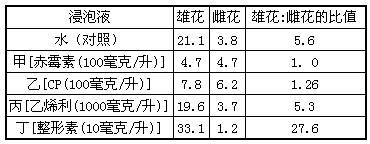 浸泡液 雄花 雌花 雄花:雌花的比值
水（对照） 21.1 3.8 5.6
甲[赤霉素(100毫克/升)] 4.7 4.7 1. 0
乙[CP(100毫克/升)] 7.8 6.2 1.26
丙[乙烯利(1000毫克/升)] 19.6 3.7 5.3
丁[整形素(10毫克/升)] 33.1 1.2 27.6